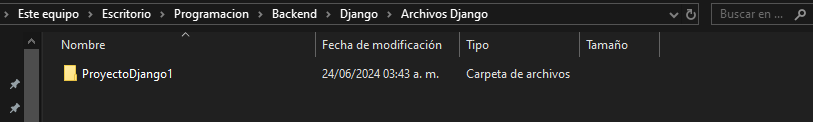 Este equipo > Escritorio > Programacion > Backend > Django > Archivos Django
Buscar en ...
Nombre Fecha de modificación Tipo Tamaño
ProyectoDjango1 24/06/2024 03:43 a. m. Carpeta de archivos